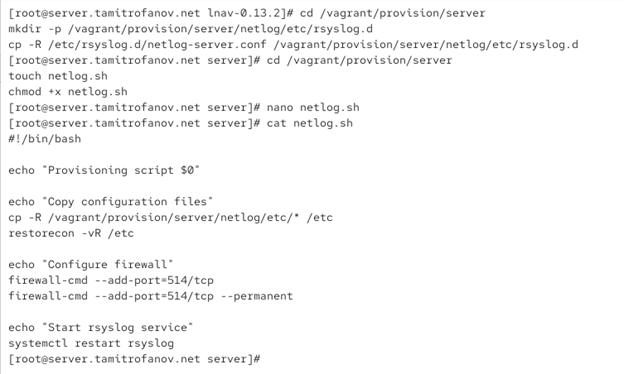 [root@server.tamitrofanov.net lnav-0.13.2]# cd /vagrant/provision/server
mkdir -p /vagrant/provision/server/netlog/etc/rsyslog.d
cp -R /etc/rsyslog.d/netlog-server.conf /vagrant/provision/server/netlog/etc/rsyslog.d
[root@server.tamitrofanov.net server]# cd /vagrant/provision/server
touch netlog.sh
chmod +x netlog.sh
[root@server.tamitrofanov.net server]# nano netlog.sh
[root@server.tamitrofanov.net server]# cat netlog.sh
#!/bin/bash

echo "Provisioning script $0"

echo "Copy configuration files"
cp -R /vagrant/provision/server/netlog/etc/* /etc
restorecon -vR /etc

echo "Configure firewall"
firewall-cmd --add-port=514/tcp
firewall-cmd --add-port=514/tcp --permanent

echo "Start rsyslog service"
systemctl restart rsyslog
[root@server.tamitrofanov.net server]#